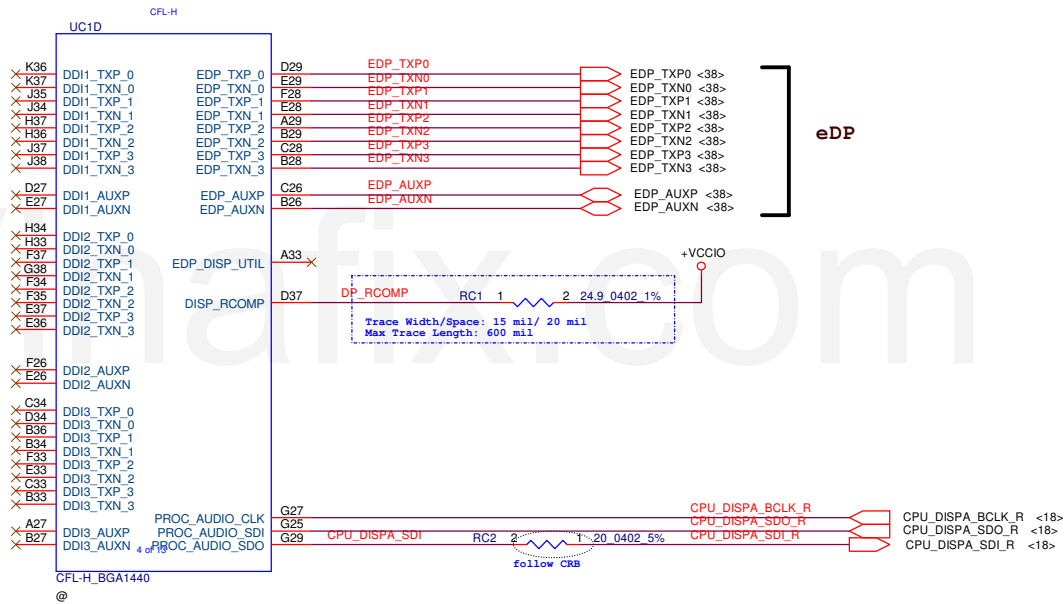 CFL-H
UC1D
K36 DDI1_TXP_0 EDP_TXP_0 D29 EDP_TXP0 EDP_TXP0 <38>
K37 DDI1_TXN_0 EDP_TXN_0 E29 EDP_TXN0 EDP_TXN0 <38>
J35 DDI1_TXP_1 EDP_TXP_1 F28 EDP_TXP1 EDP_TXP1 <38>
J34 DDI1_TXN_1 EDP_TXN_1 E28 EDP_TXN1 EDP_TXN1 <38>
H37 DDI1_TXP_2 EDP_TXP_2 A29 EDP_TXP2 EDP_TXP2 <38>
H36 DDI1_TXN_2 EDP_TXN_2 B29 EDP_TXN2 EDP_TXN2 <38>
J37 DDI1_TXP_3 EDP_TXP_3 C28 EDP_TXP3 EDP_TXP3 <38>
J38 DDI1_TXN_3 EDP_TXN_3 B28 EDP_TXN3 EDP_TXN3 <38>
eDP
D27 DDI1_AUXP EDP_AUXP C26 EDP_AUXP EDP_AUXP <38>
E27 DDI1_AUXN EDP_AUXN B26 EDP_AUXN EDP_AUXN <38>
H34 DDI2_TXP_0
H33 DDI2_TXN_0
F37 DDI2_TXP_1 EDP_DISP_UTIL A33
+VCCIO
G38 DDI2_TXN_1
F34 DDI2_TXP_2
F35 DDI2_TXN_2 DISP_RCOMP D37 DP_RCOMP RC1 1 2 24.9_0402_1%
E37 DDI2_TXP_3
E36 DDI2_TXN_3
Trace Width/Space: 15 mil/ 20 mil
Max Trace Length: 600 mil
F26 DDI2_AUXP
E26 DDI2_AUXN
C34 DDI3_TXP_0
D34 DDI3_TXN_0
B36 DDI3_TXP_1
B34 DDI3_TXN_1
F33 DDI3_TXP_2
E33 DDI3_TXN_2
C33 DDI3_TXP_3
B33 DDI3_TXN_3
PROC_AUDIO_CLK G27 CPU_DISPA_BCLK_R CPU_DISPA_BCLK_R <18>
A27 DDI3_AUXP PROC_AUDIO_SDI G25 CPU_DISPA_SDO_R CPU_DISPA_SDO_R <18>
B27 DDI3_AUXN PROC_AUDIO_SDO G29 CPU_DISPA_SDI RC2 2 1 20_0402_5% CPU_DISPA_SDI_R CPU_DISPA_SDI_R <18>
4 of 13
follow CRB
CFL-H_BGA1440
@